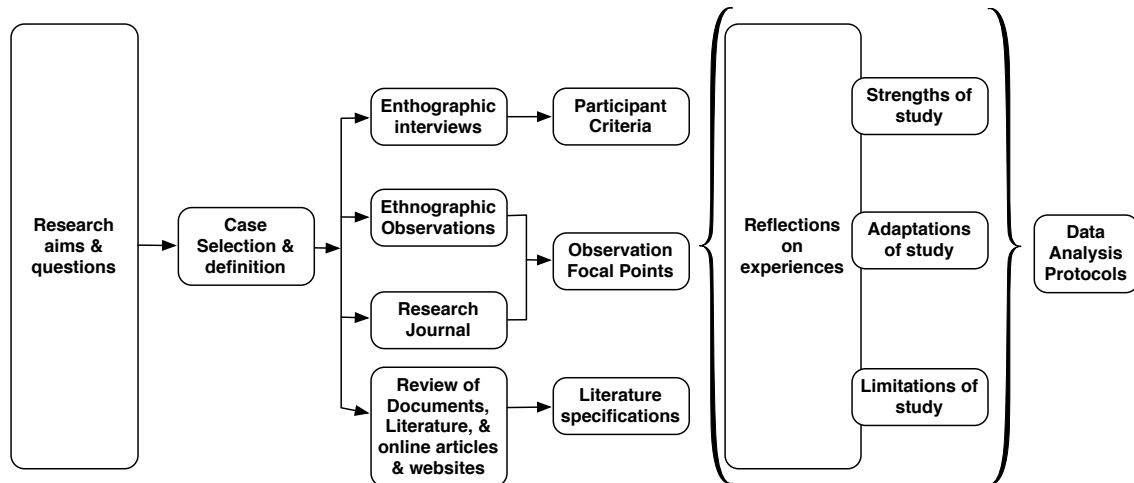 Research
aims &
questions
Case
Selection &
definition
Enthographic
interviews
Participant
Criteria
Ethnographic
Observations
Research
Journal
Observation
Focal Points
Review of
Documents,
Literature, &
online articles
& websites
Literature
specifications
Reflections
on
experiences
Strengths of
study
Adaptations
of study
Limitations of
study
Data
Analysis
Protocols